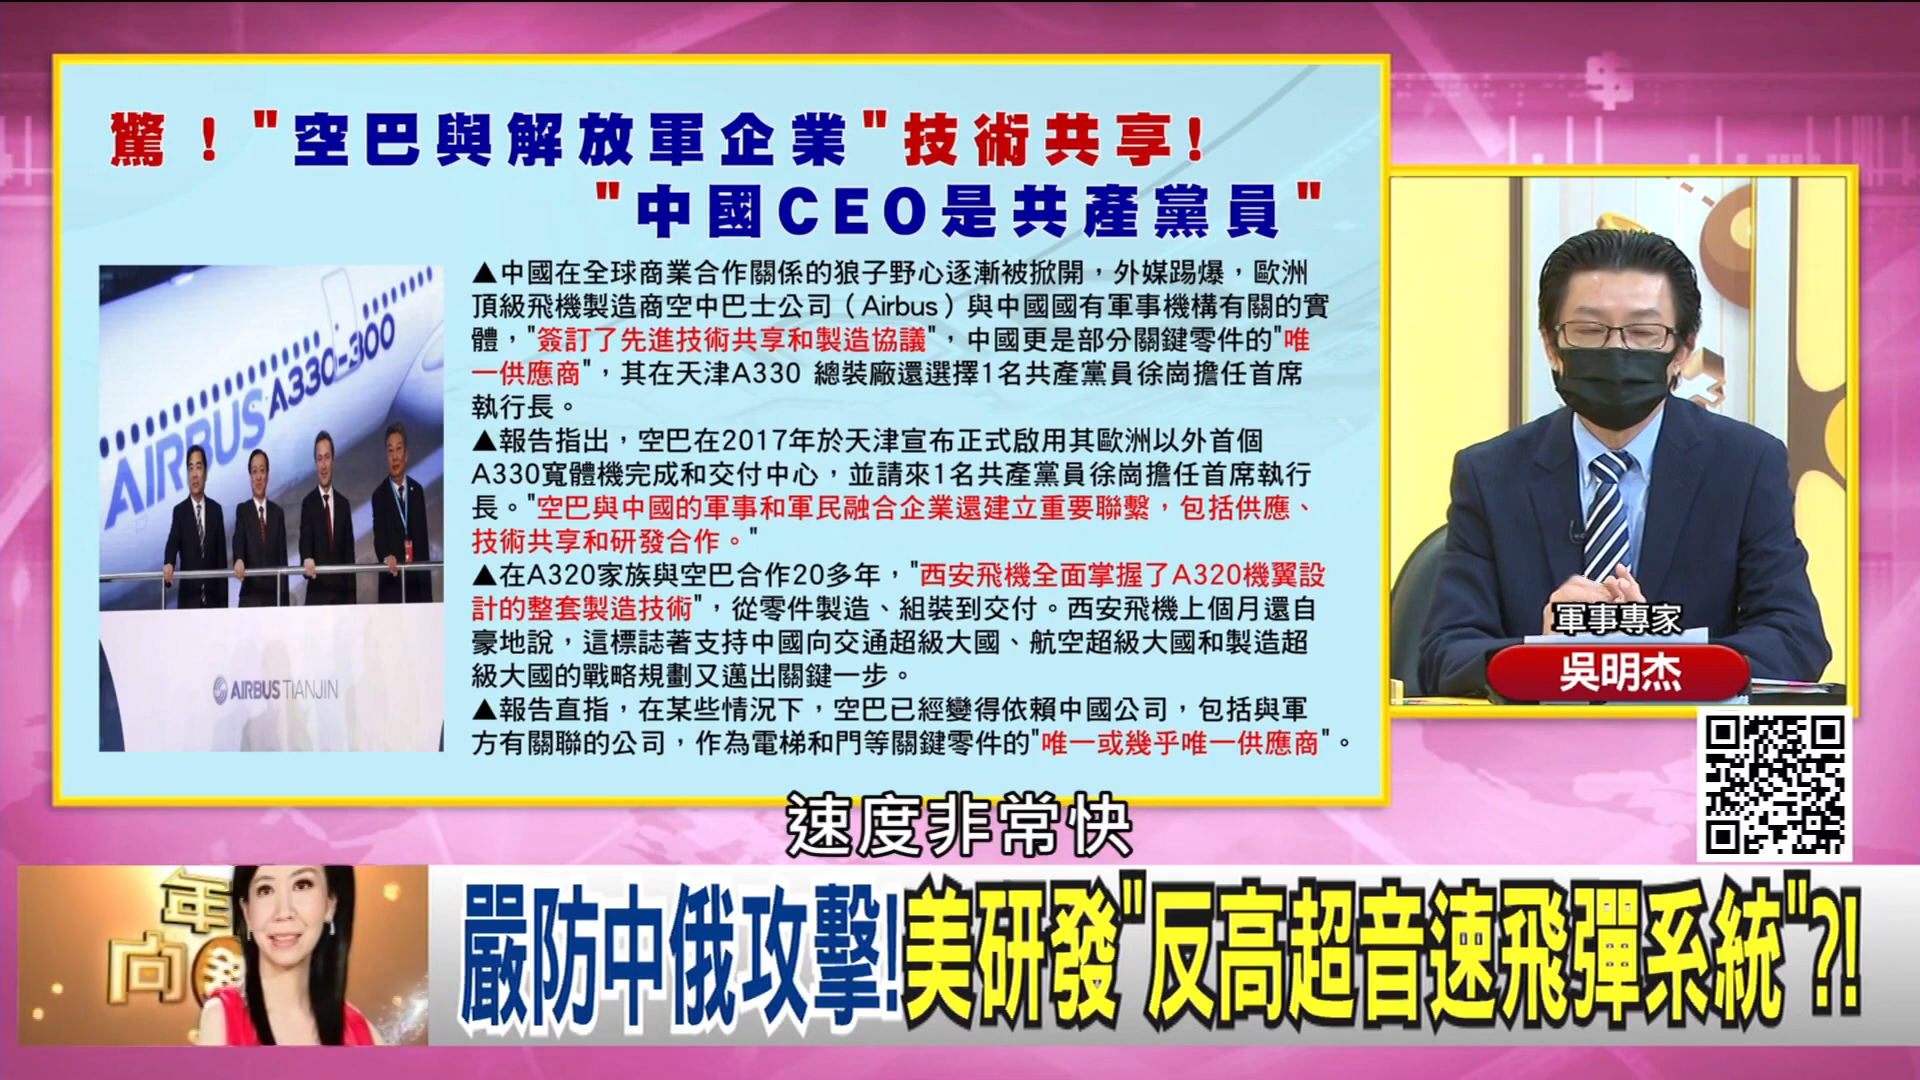 驚！"空巴與解放軍企業"技術共享!
"中國CEO是共產黨員"
AIRBUS A330-300
AIRBUS TIANJIN
▲中國在全球商業合作關係的狼子野心逐漸被掀開，外媒踢爆，歐洲
頂級飛機製造商空中巴士公司（Airbus）與中國國有軍事機構有關的實
體，"簽訂了先進技術共享和製造協議"，中國更是部分關鍵零件的"唯
一供應商"，其在天津A330 總裝廠還選擇1名共產黨員徐崗擔任首席
執行長。
▲報告指出，空巴在2017年於天津宣布正式啟用其歐洲以外首個
A330寬體機完成和交付中心，並請來1名共產黨員徐崗擔任首席執行
長。"空巴與中國的軍事和軍民融合企業還建立重要聯繫，包括供應、
技術共享和研發合作。"
▲在A320家族與空巴合作20多年，"西安飛機全面掌握了A320機翼設
計的整套製造技術"，從零件製造、組裝到交付。西安飛機上個月還自
豪地說，這標誌著支持中國向交通超級大國、航空超級大國和製造超
級大國的戰略規劃又邁出關鍵一步。
▲報告直指，在某些情況下，空巴已經變得依賴中國公司，包括與軍
方有關聯的公司，作為電梯和門等關鍵零件的"唯一或幾乎唯一供應商"。
軍事專家
吳明杰
速度非常快
年
向
嚴防中俄攻擊!美研發"反高超音速飛彈系統"?!